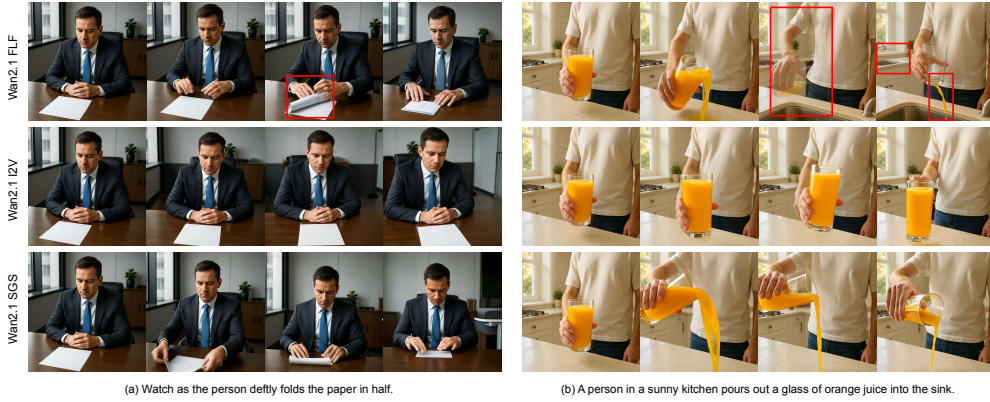 Wan2.1 FLF
Wan2.1 I2V
Wan2.1 SGS
(a) Watch as the person deftly folds the paper in half.
(b) A person in a sunny kitchen pours out a glass of orange juice into the sink.